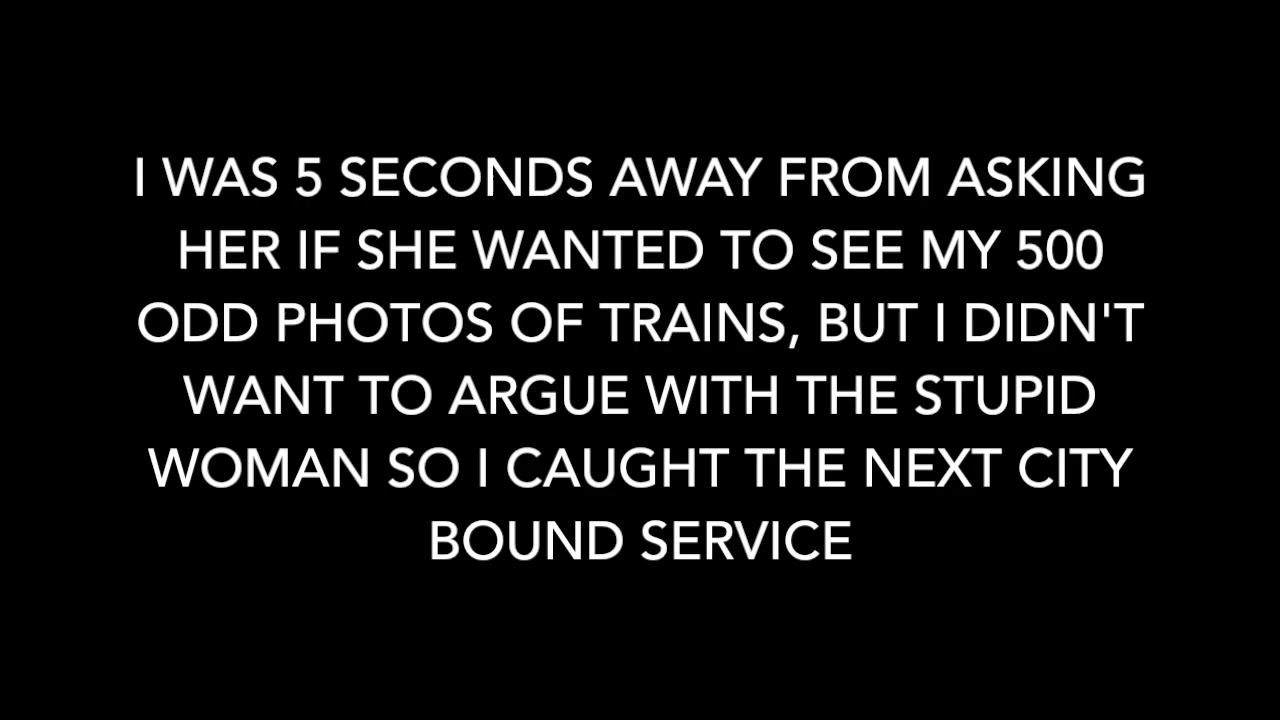 I WAS 5 SECONDS AWAY FROM ASKING
HER IF SHE WANTED TO SEE MY 500
ODD PHOTOS OF TRAINS, BUT I DIDN'T
WANT TO ARGUE WITH THE STUPID
WOMAN SO I CAUGHT THE NEXT CITY
BOUND SERVICE